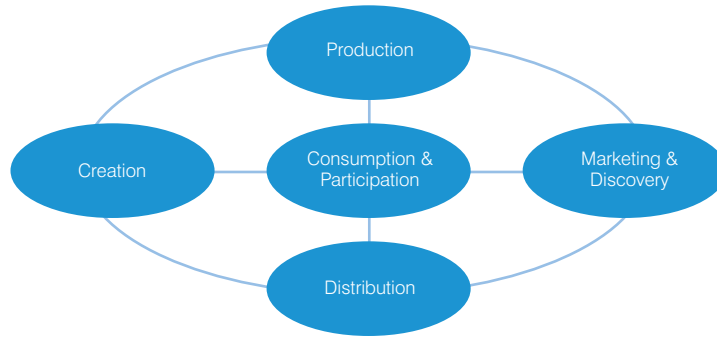 Production
Creation
Consumption &
Participation
Marketing &
Discovery
Distribution